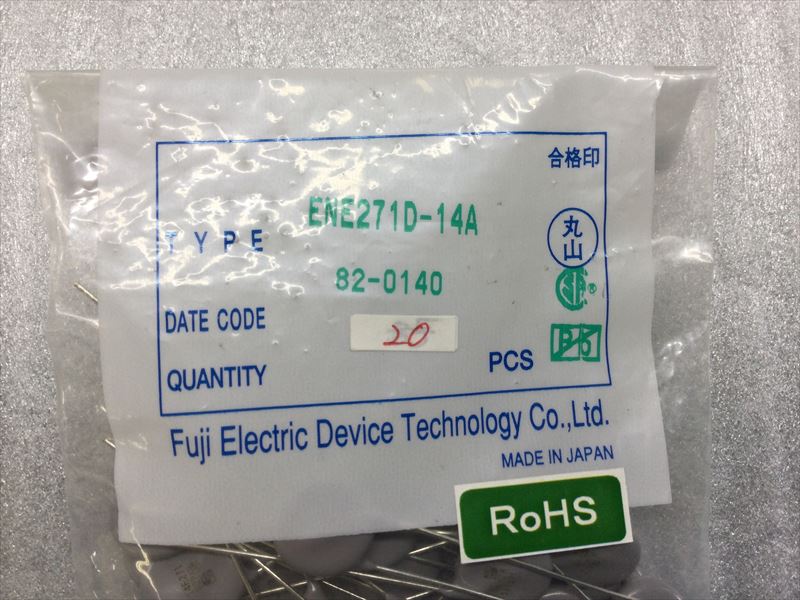 合格印
ENE271D-14A
TYPE
丸山
82-0140
DATE CODE
20
Pb
QUANTITY
PCS
Fuji Electric Device Technology Co.,Ltd.
MADE IN JAPAN
RoHS